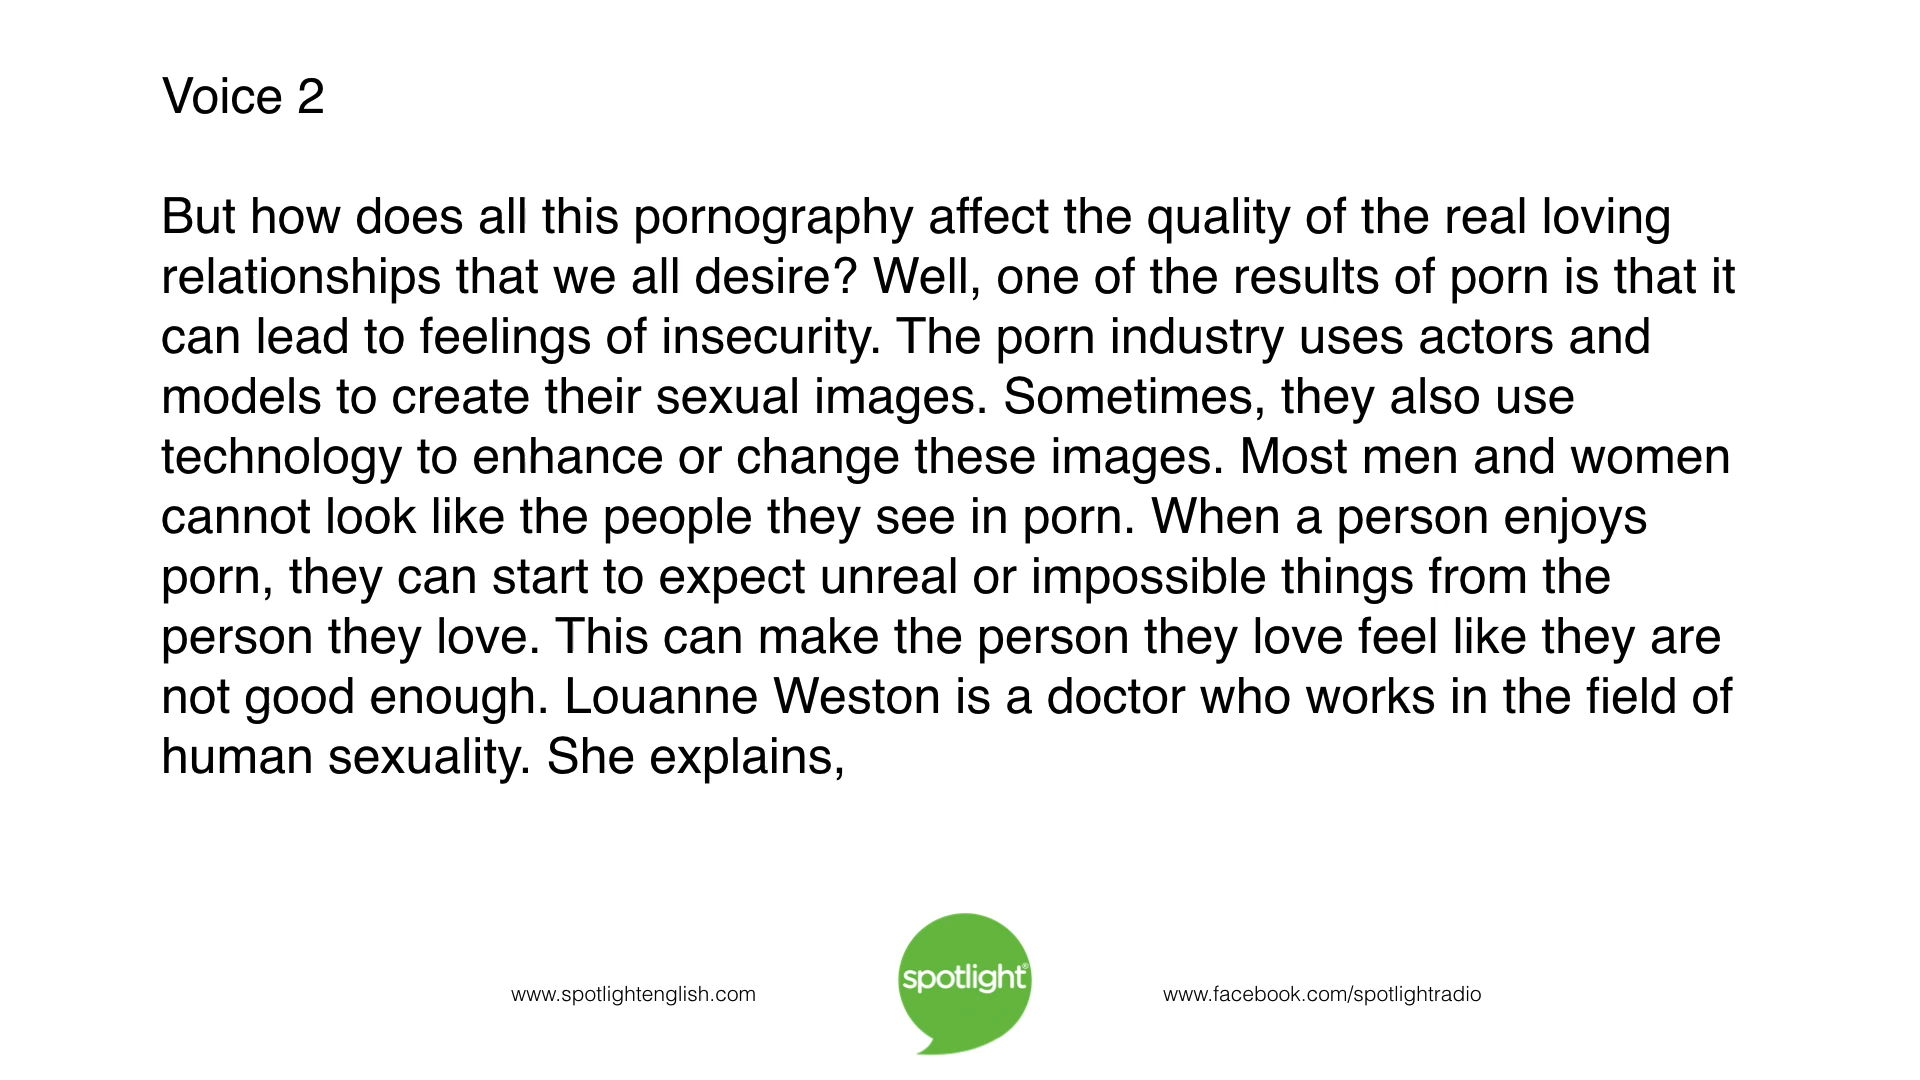 Voice 2
But how does all this pornography affect the quality of the real loving
relationships that we all desire? Well, one of the results of porn is that it
can lead to feelings of insecurity. The porn industry uses actors and
models to create their sexual images. Sometimes, they also use
technology to enhance or change these images. Most men and women
cannot look like the people they see in porn. When a person enjoys
porn, they can start to expect unreal or impossible things from the
person they love. This can make the person they love feel like they are
not good enough. Louanne Weston is a doctor who works in the field of
human sexuality. She explains,
www.spotlightenglish.com
spotlight®
www.facebook.com/spotlightradio